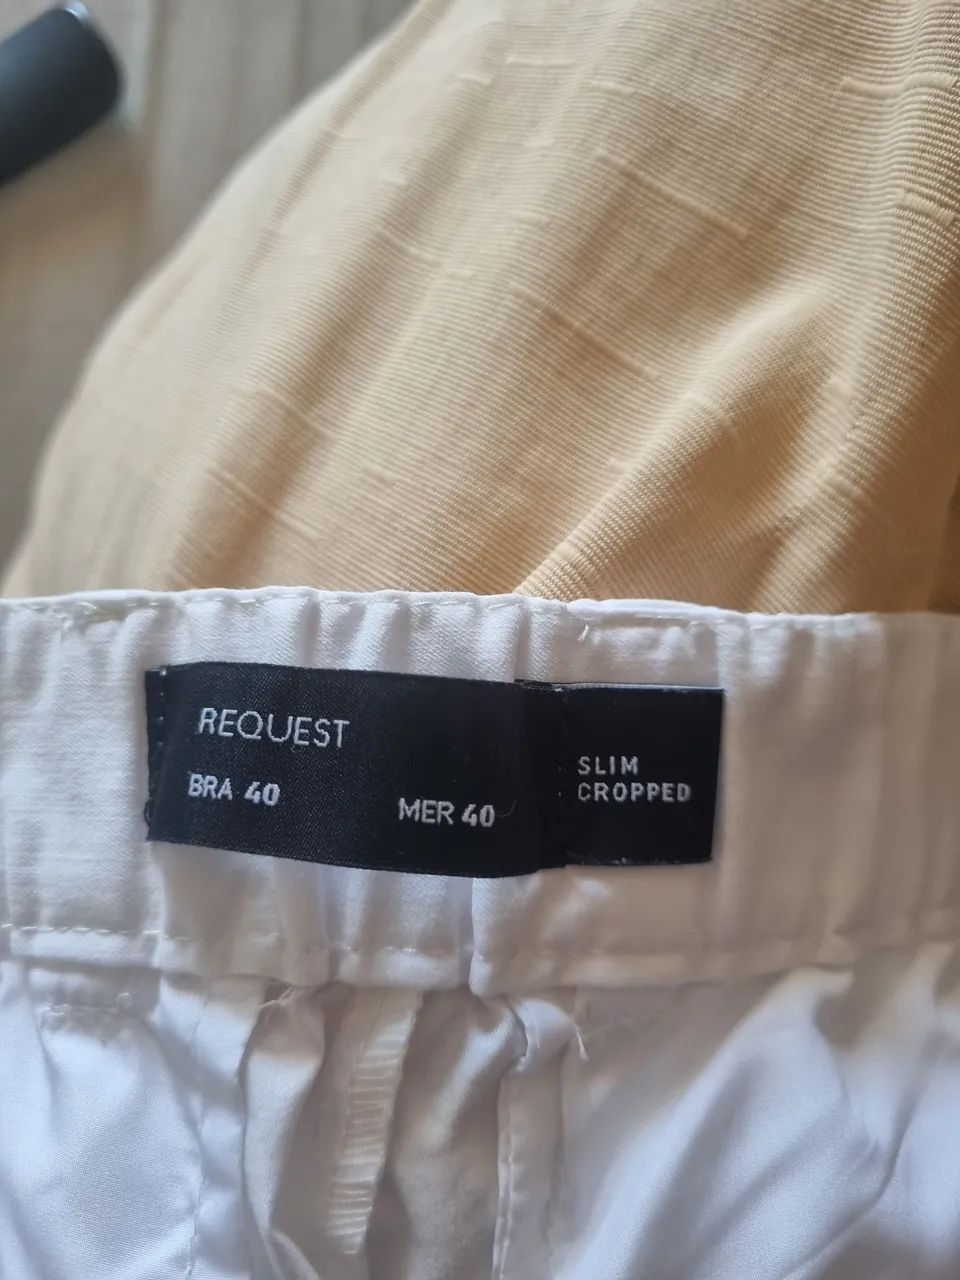 REQUEST
BRA 40
MER 40
SLIM
CROPPED